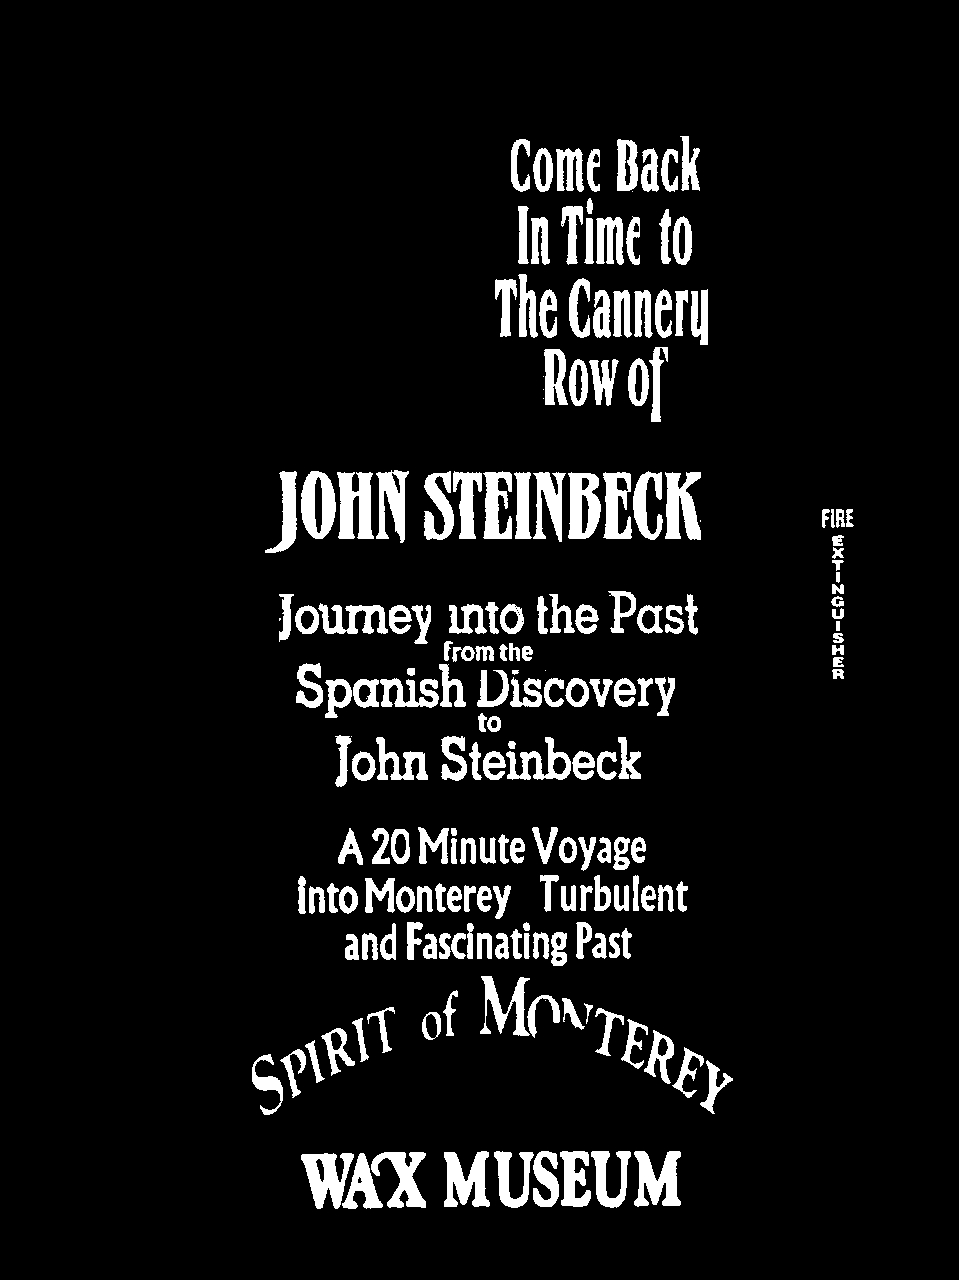 Come Back
In Time to
The Cannery
Row of
JOHN STEINBECK
Journey into the Past
from the
Spanish Discovery
to
John Steinbeck
A 20 Minute Voyage
into Monterey Turbulent
and Fascinating Past
SPIRIT of MONTEREY
WAX MUSEUM
FIRE
EXTINGUISHER